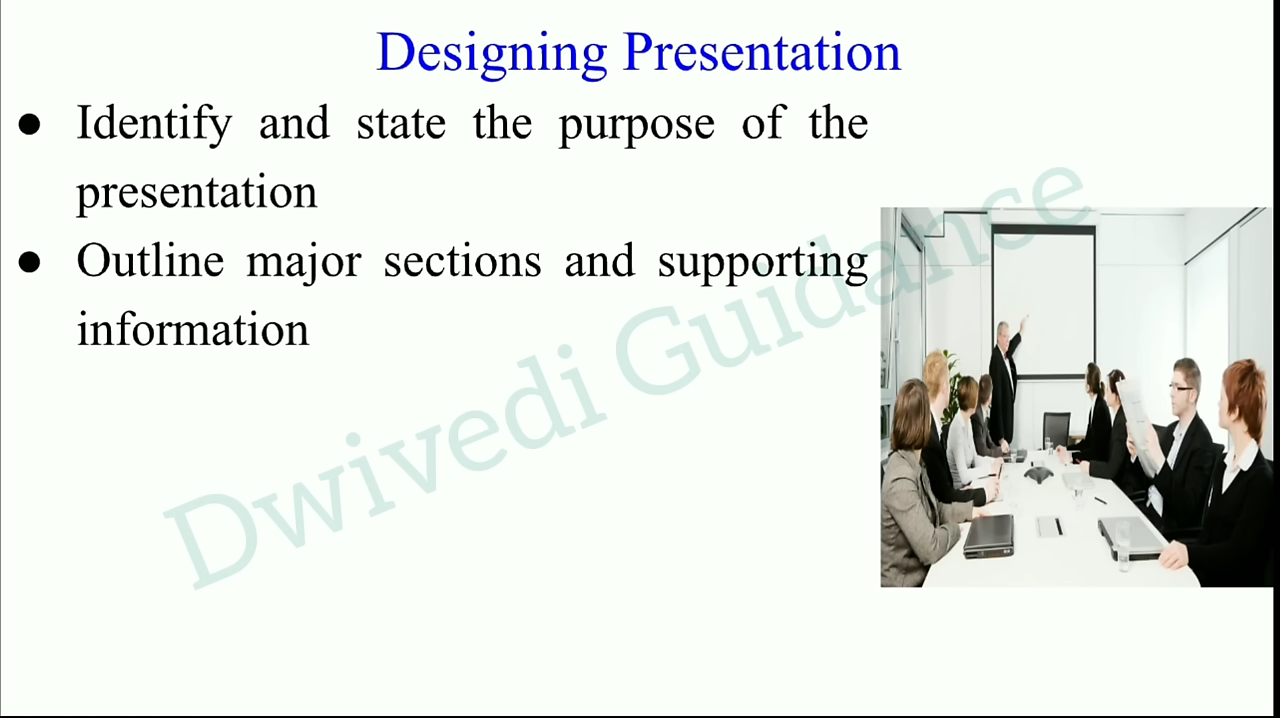 Designing Presentation
● Identify and state the purpose of the
presentation
● Outline major sections and supporting
information
Dwivedi Guidance